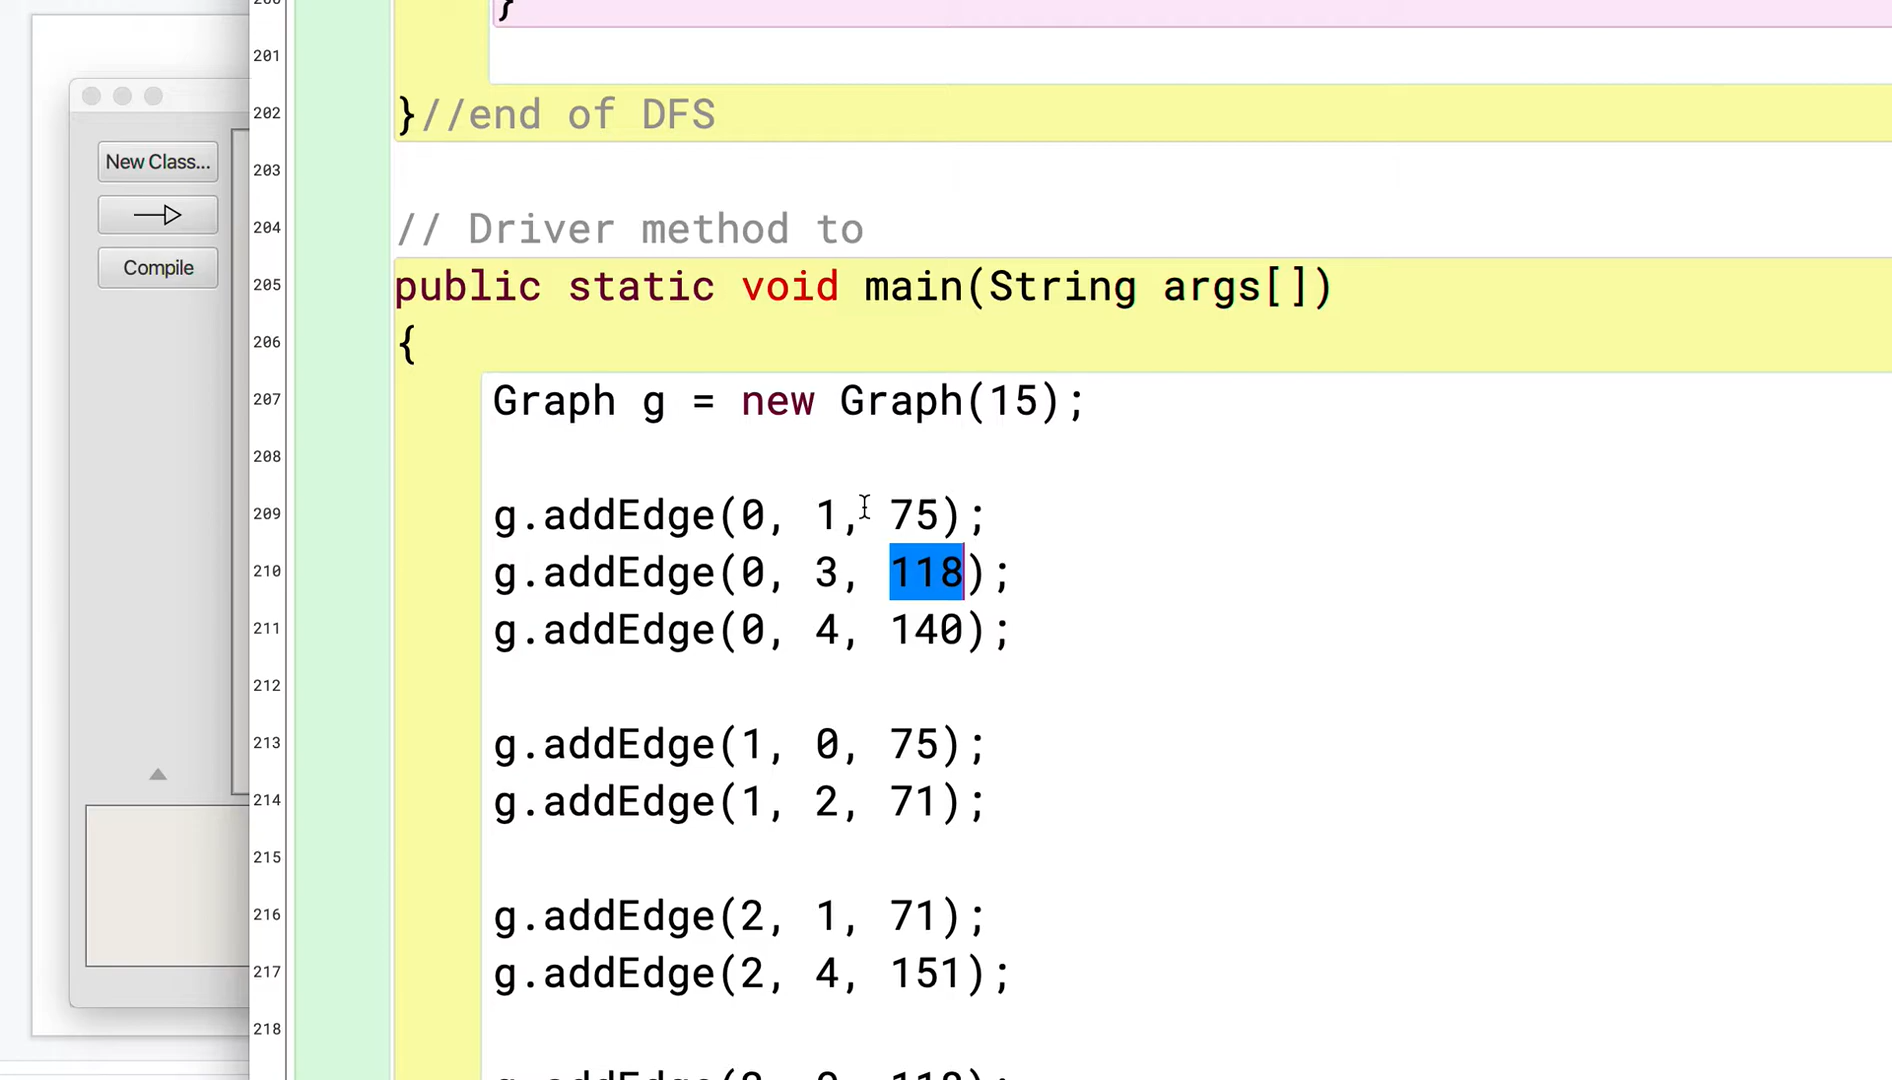 }
201
New Class...
Compile
202 }//end of DFS
203
204 // Driver method to
205 public static void main(String args[])
206 {
207 Graph g = new Graph(15);
208
209 g.addEdge(0, 1, 75);
210 g.addEdge(0, 3, 118);
211 g.addEdge(0, 4, 140);
212
213 g.addEdge(1, 0, 75);
214 g.addEdge(1, 2, 71);
215
216 g.addEdge(2, 1, 71);
217 g.addEdge(2, 4, 151);
218